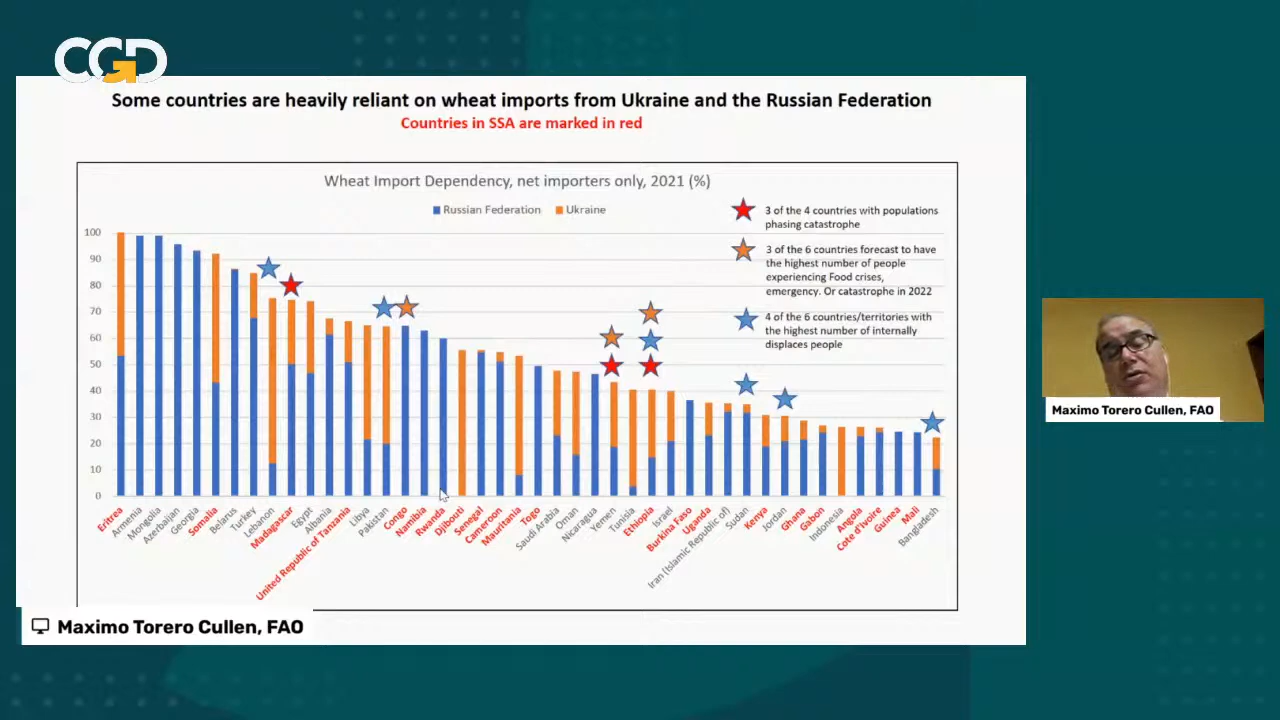 CGD
Some countries are heavily reliant on wheat imports from Ukraine and the Russian Federation
Countries in SSA are marked in red
Wheat Import Dependency, net importers only, 2021 (%)
Russian Federation
Ukraine
3 of the 4 countries with populations
phasing catastrophe
3 of the 6 countries forecast to have
the highest number of people
experiencing Food crises,
emergency. Or catastrophe in 2022
4 of the 6 countries/territories with
the highest number of internally
displaces people
100
90
80
70
60
50
40
30
20
10
0
Eritrea
Armenia
Mongolia
Azerbaijan
Georgia
Somalia
Belarus
Turkey
Lebanon
Madagascar
Egypt
Albania
United Republic of Tanzania
Libya
Pakistan
Congo
Namibia
Rwanda
Djibouti
Senegal
Cameroon
Mauritania
Togo
Saudi Arabia
Oman
Nicaragua
Yemen
Tunisia
Ethiopia
Israel
Burkina Faso
Uganda
Iran (Islamic Republic of)
Sudan
Kenya
Jordan
Ghana
Gabon
Indonesia
Angola
Cote d'Ivoire
Guinea
Mali
Bangladesh
Maximo Torero Cullen, FAO
Maximo Torero Cullen, FAO